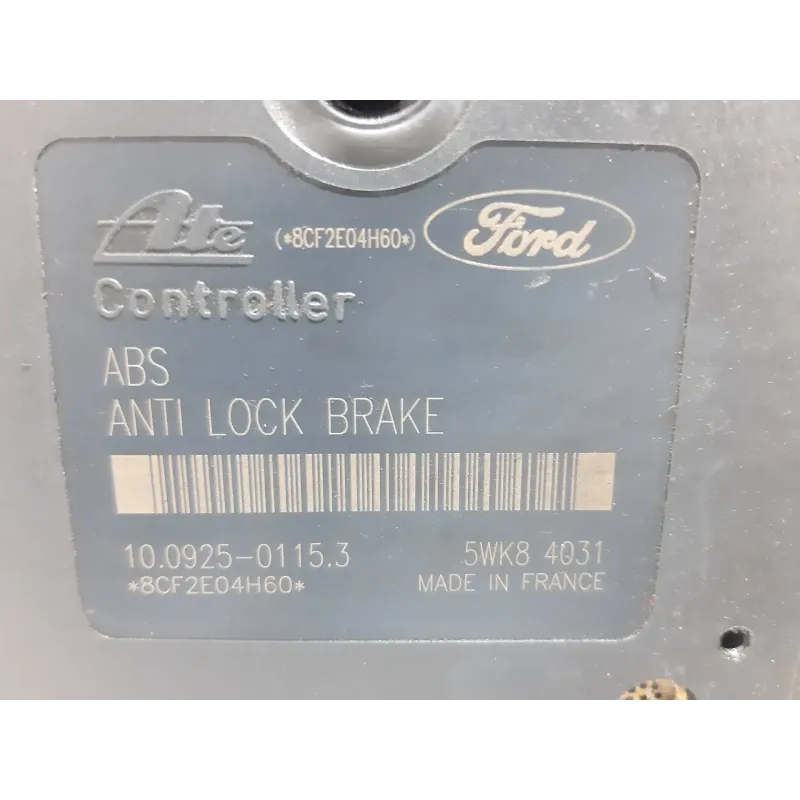 Ate (*8CF2E04H60*) Ford
Controller
ABS
ANTI LOCK BRAKE
10.0925-0115.3 5WK8 4031
*8CF2E04H60* MADE IN FRANCE